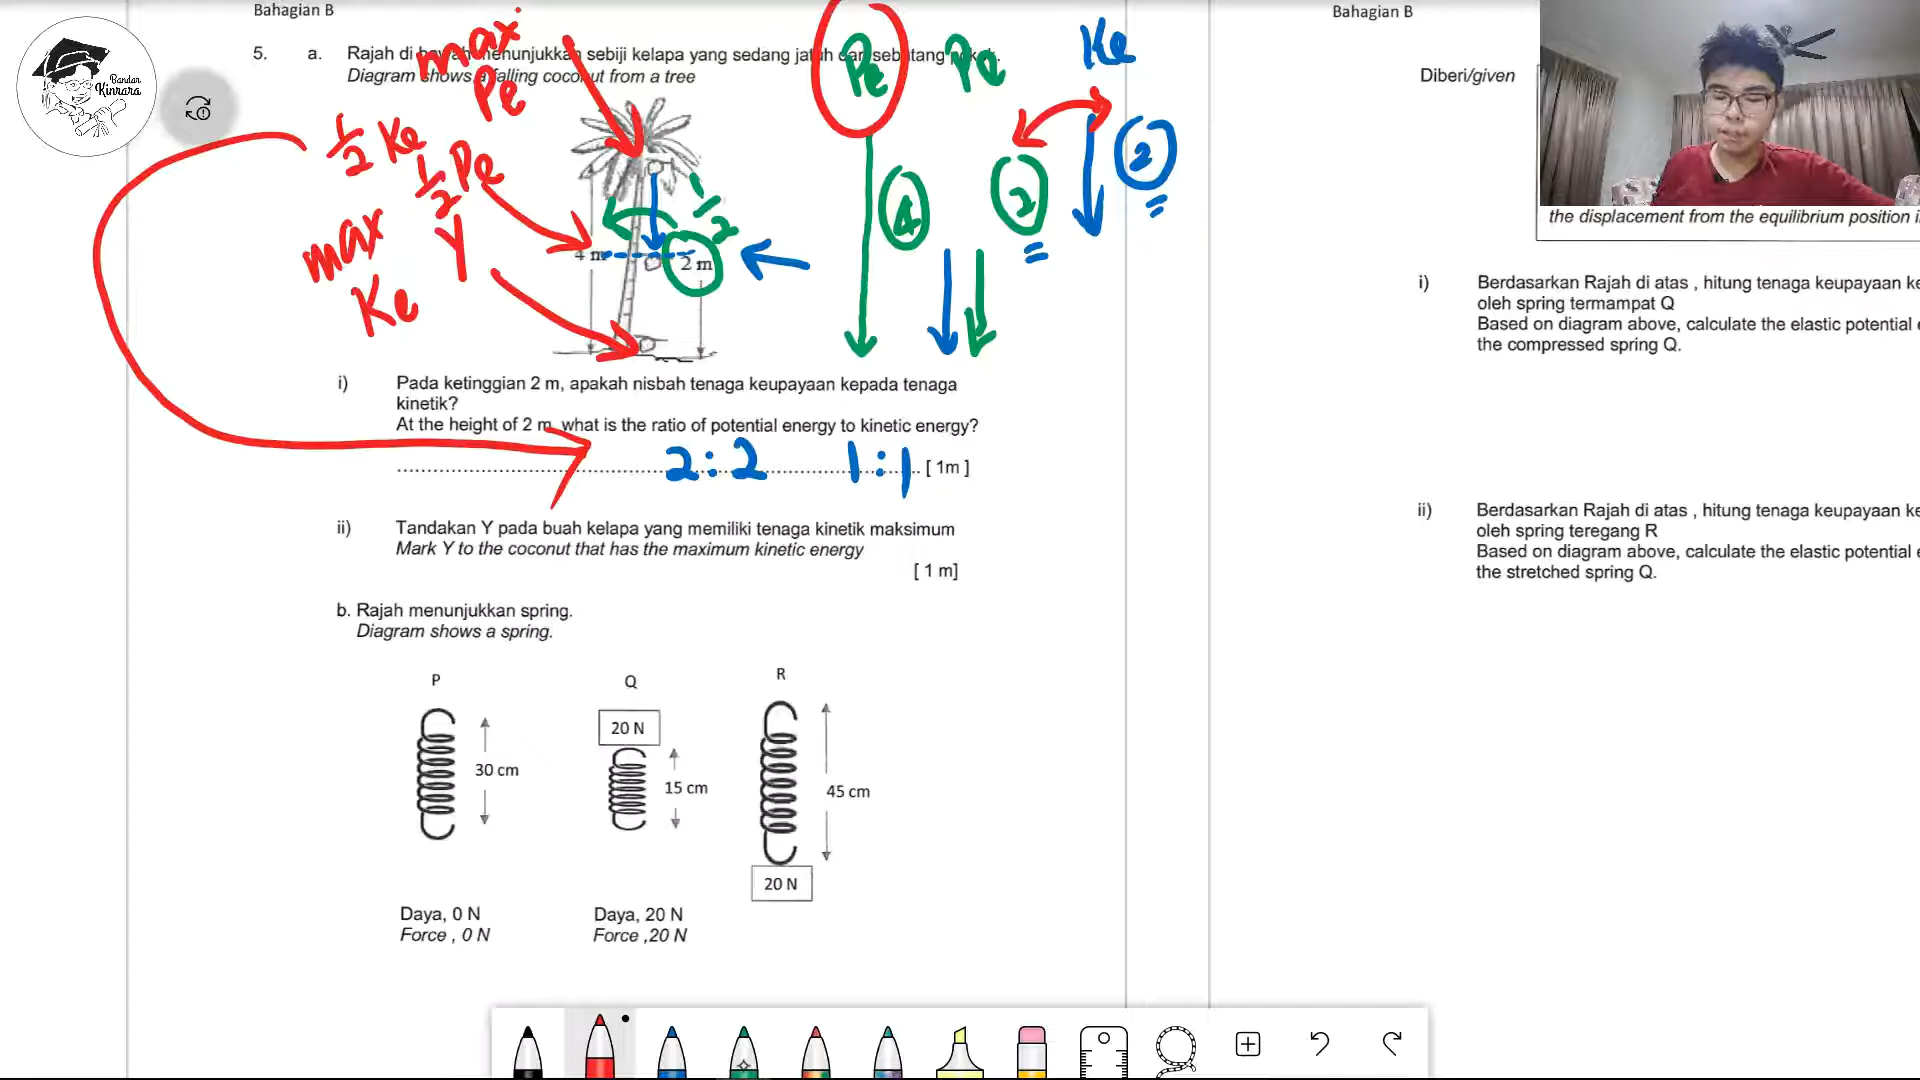 Bahagian B
5. a. Rajah di bawah menunjukkan sebiji kelapa yang sedang jatuh dari sebatang pokok.
Diagram shows a falling coconut from a tree
max
Pe
1/2 Ke
1/2 Pe
max Y
Ke
4 m
2 m
1/2
Pe
4
Pe
2
Ke
2
i) Pada ketinggian 2 m, apakah nisbah tenaga keupayaan kepada tenaga
kinetik?
At the height of 2 m, what is the ratio of potential energy to kinetic energy?
2:2 1:1 [ 1m ]
ii) Tandakan Y pada buah kelapa yang memiliki tenaga kinetik maksimum
Mark Y to the coconut that has the maximum kinetic energy
[ 1 m]
b. Rajah menunjukkan spring.
Diagram shows a spring.
P Q R
20 N
30 cm
15 cm
45 cm
20 N
Daya, 0 N
Force , 0 N
Daya, 20 N
Force ,20 N
Bandar
Kinrara
Bahagian B
Diberi/given
the displacement from the equilibrium position
i) Berdasarkan Rajah di atas , hitung tenaga keupayaan
oleh spring termampat Q
Based on diagram above, calculate the elastic potential
the compressed spring Q.
ii) Berdasarkan Rajah di atas , hitung tenaga keupayaan
oleh spring teregang R
Based on diagram above, calculate the elastic potential
the stretched spring Q.